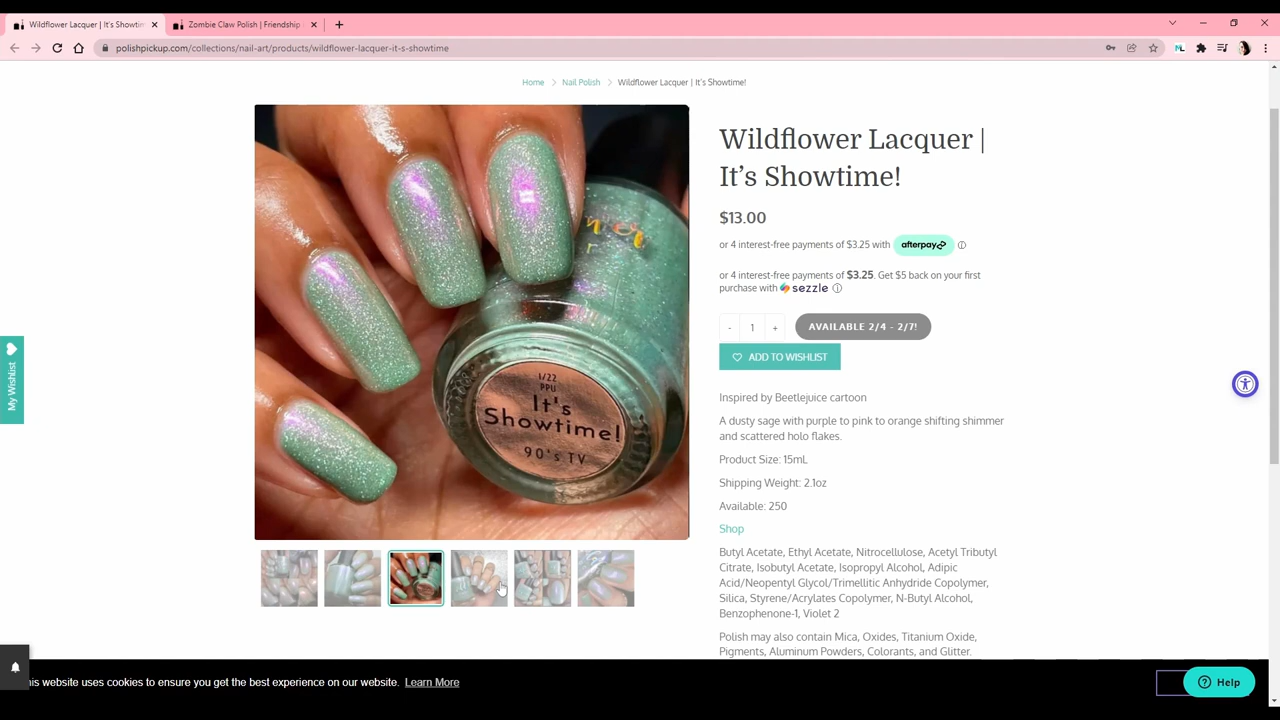 Wildflower Lacquer | It's Showtim
Zombie Claw Polish | Friendship
polishpickup.com/collections/nail-art/products/wildflower-lacquer-it-s-showtime
Home > Nail Polish > Wildflower Lacquer | It's Showtime!
Wildflower Lacquer |
It's Showtime!
$13.00
or 4 interest-free payments of $3.25 with afterpay
or 4 interest-free payments of $3.25. Get $5 back on your first
purchase with sezzle
- 1 + AVAILABLE 2/4 - 2/7!
ADD TO WISHLIST
My Wishlist
1/22
PPU
It's
Showtime!
90's TV
Inspired by Beetlejuice cartoon
A dusty sage with purple to pink to orange shifting shimmer
and scattered holo flakes.
Product Size: 15mL
Shipping Weight: 2.1oz
Available: 250
Shop
Butyl Acetate, Ethyl Acetate, Nitrocellulose, Acetyl Tributyl
Citrate, Isobutyl Acetate, Isopropyl Alcohol, Adipic
Acid/Neopentyl Glycol/Trimellitic Anhydride Copolymer,
Silica, Styrene/Acrylates Copolymer, N-Butyl Alcohol,
Benzophenone-1, Violet 2
Polish may also contain Mica, Oxides, Titanium Oxide,
Pigments, Aluminum Powders, Colorants, and Glitter.
his website uses cookies to ensure you get the best experience on our website. Learn More
Help